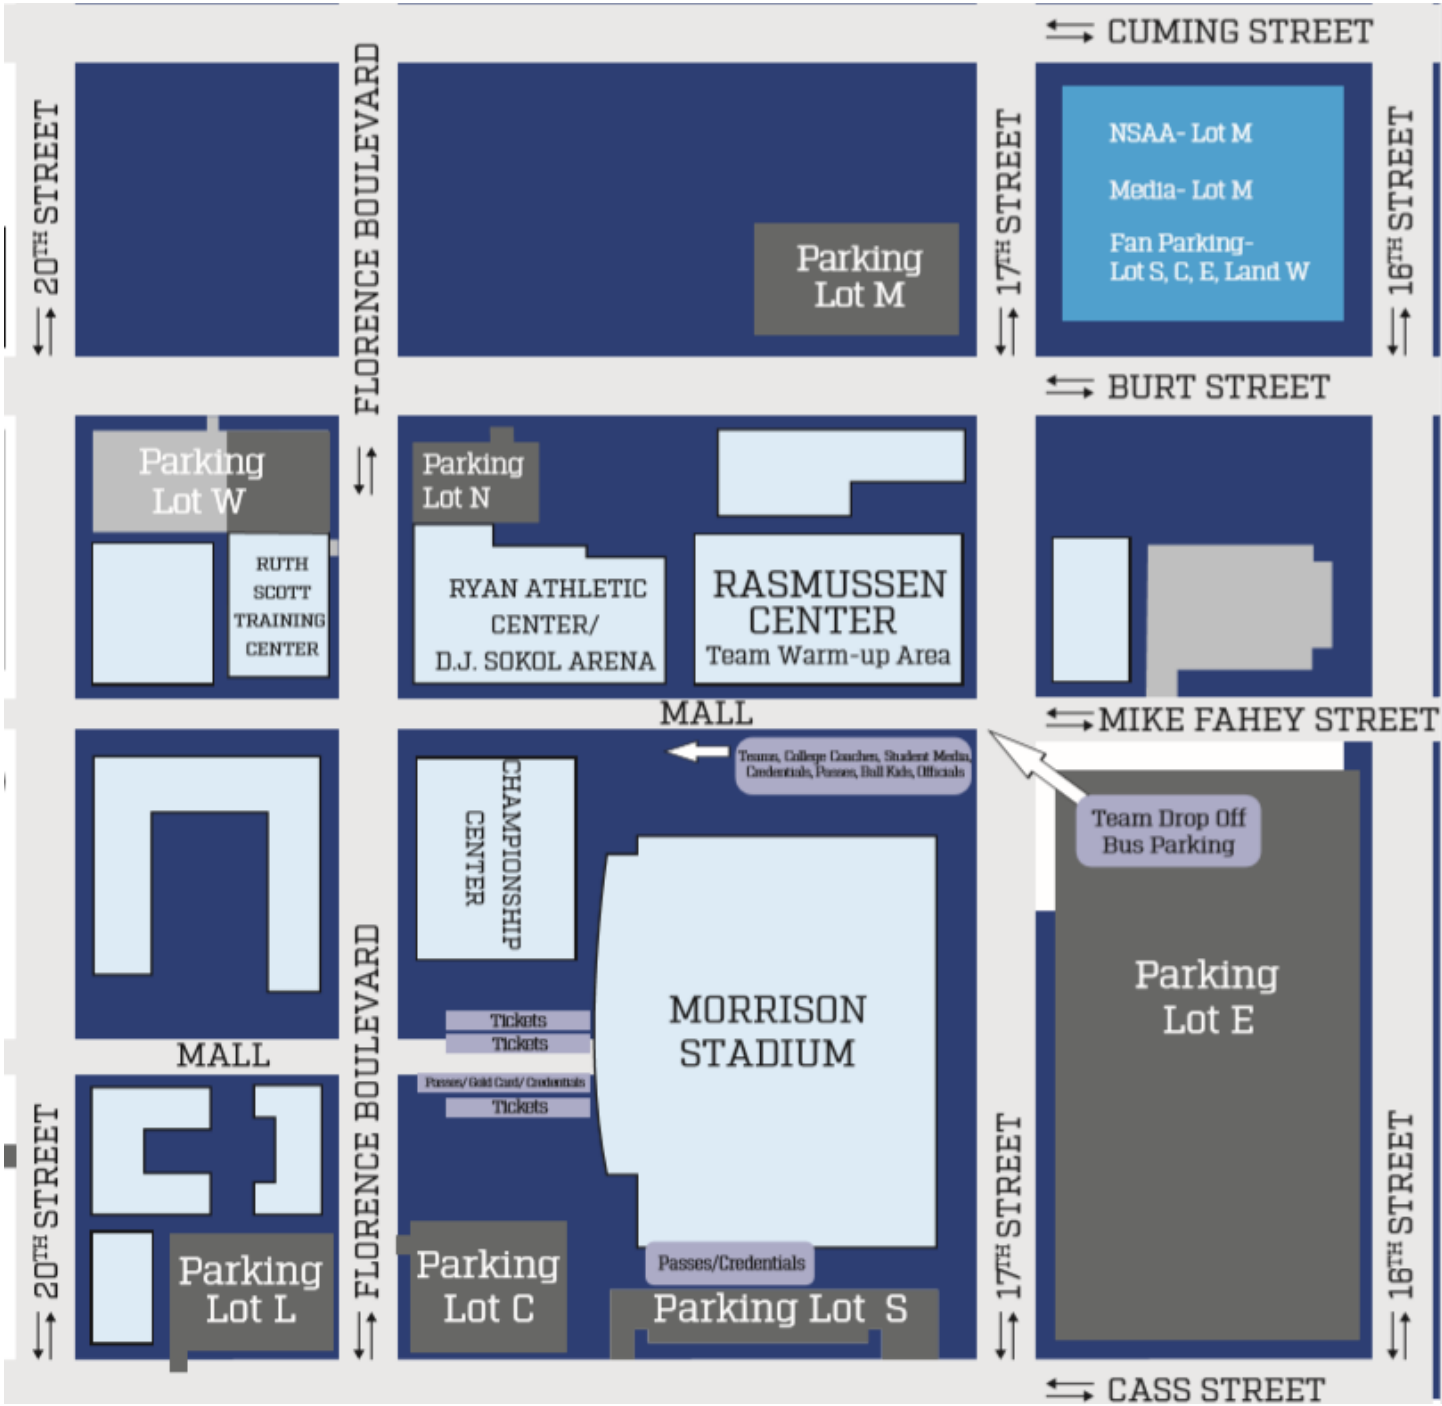 CUMING STREET
20TH STREET
FLORENCE BOULEVARD
17TH STREET
16TH STREET
NSAA- Lot M
Media- Lot M
Fan Parking-
Lot S, C, E, Land W
Parking
Lot M
BURT STREET
Parking
Lot W
Parking
Lot N
RUTH
SCOTT
TRAINING
CENTER
RYAN ATHLETIC
CENTER/
D.J. SOKOL ARENA
RASMUSSEN
CENTER
Team Warm-up Area
MALL
MIKE FAHEY STREET
Teams, College Coaches, Student Media,
Credentials, Passes, Ball Kids, Officials
CHAMPIONSHIP
CENTER
Team Drop Off
Bus Parking
MORRISON
STADIUM
Parking
Lot E
Tickets
Tickets
MALL
Passes/ Gold Card/ Credentials
Tickets
20TH STREET
FLORENCE BOULEVARD
17TH STREET
16TH STREET
Parking
Lot L
Parking
Lot C
Passes/Credentials
Parking Lot S
CASS STREET